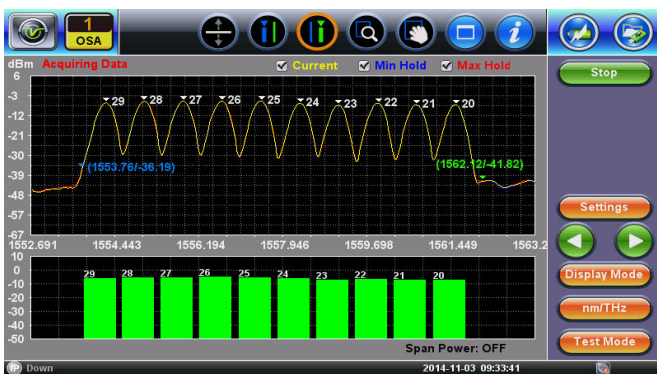 1
OSA
dBm Acquiring Data
Current Min Hold Max Hold
6
-3
-12
-21
-30
-39
-48
-57
-67
29 28 27 26 25 24 23 22 21 20
(1553.76/-36.19)
(1562.12/-41.82)
1552.691 1554.443 1556.194 1557.946 1559.698 1561.449 1563.2
10
0
-10
-20
-30
-40
-50
29 28 27 26 25 24 23 22 21 20
Span Power: OFF
Stop
Settings
Display Mode
nm/THz
Test Mode
IP Down
2014-11-03 09:33:41